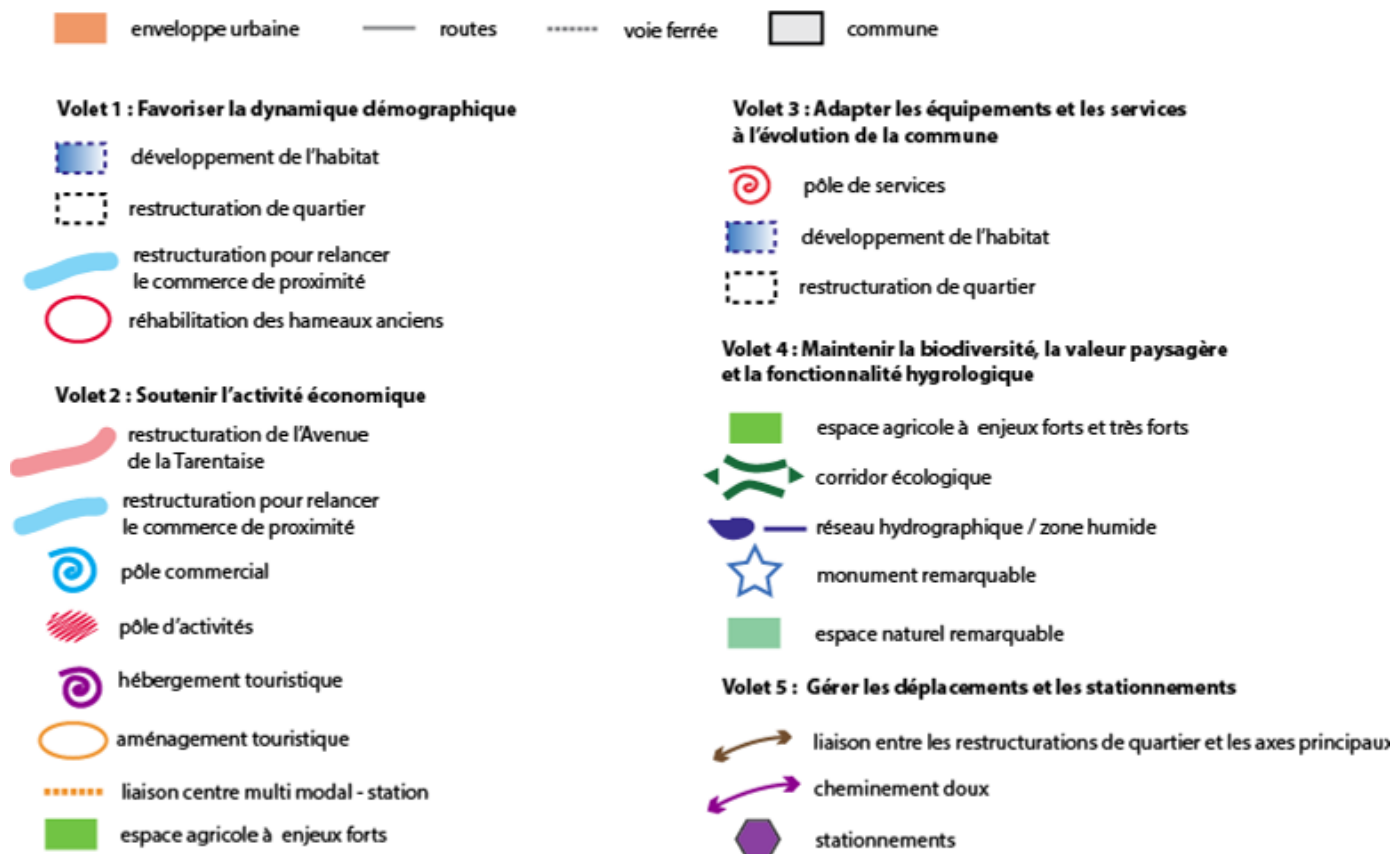 enveloppe urbaine routes voie ferrée commune
Volet 1 : Favoriser la dynamique démographique
développement de l'habitat
restructuration de quartier
restructuration pour relancer
le commerce de proximité
réhabilitation des hameaux anciens
Volet 2 : Soutenir l'activité économique
restructuration de l'Avenue
de la Tarentaise
restructuration pour relancer
le commerce de proximité
pôle commercial
pôle d'activités
hébergement touristique
aménagement touristique
liaison centre multi modal - station
espace agricole à enjeux forts
Volet 3 : Adapter les équipements et les services
à l'évolution de la commune
pôle de services
développement de l'habitat
restructuration de quartier
Volet 4 : Maintenir la biodiversité, la valeur paysagère
et la fonctionnalité hygrologique
espace agricole à enjeux forts et très forts
corridor écologique
réseau hydrographique / zone humide
monument remarquable
espace naturel remarquable
Volet 5 : Gérer les déplacements et les stationnements
liaison entre les restructurations de quartier et les axes principaux
cheminement doux
stationnements